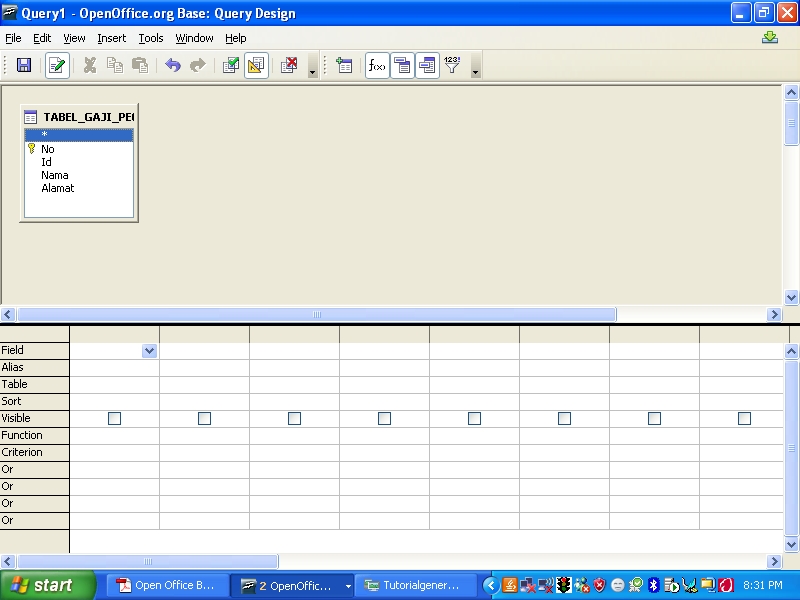 Query1 - OpenOffice.org Base: Query Design
File Edit View Insert Tools Window Help
f(x) 123!
TABEL_GAJI_PE
*
No
Id
Nama
Alamat
Field
Alias
Table
Sort
Visible
Function
Criterion
Or
Or
Or
Or
start Open Office B... 2 OpenOffic... Tutorialgener... 8:31 PM